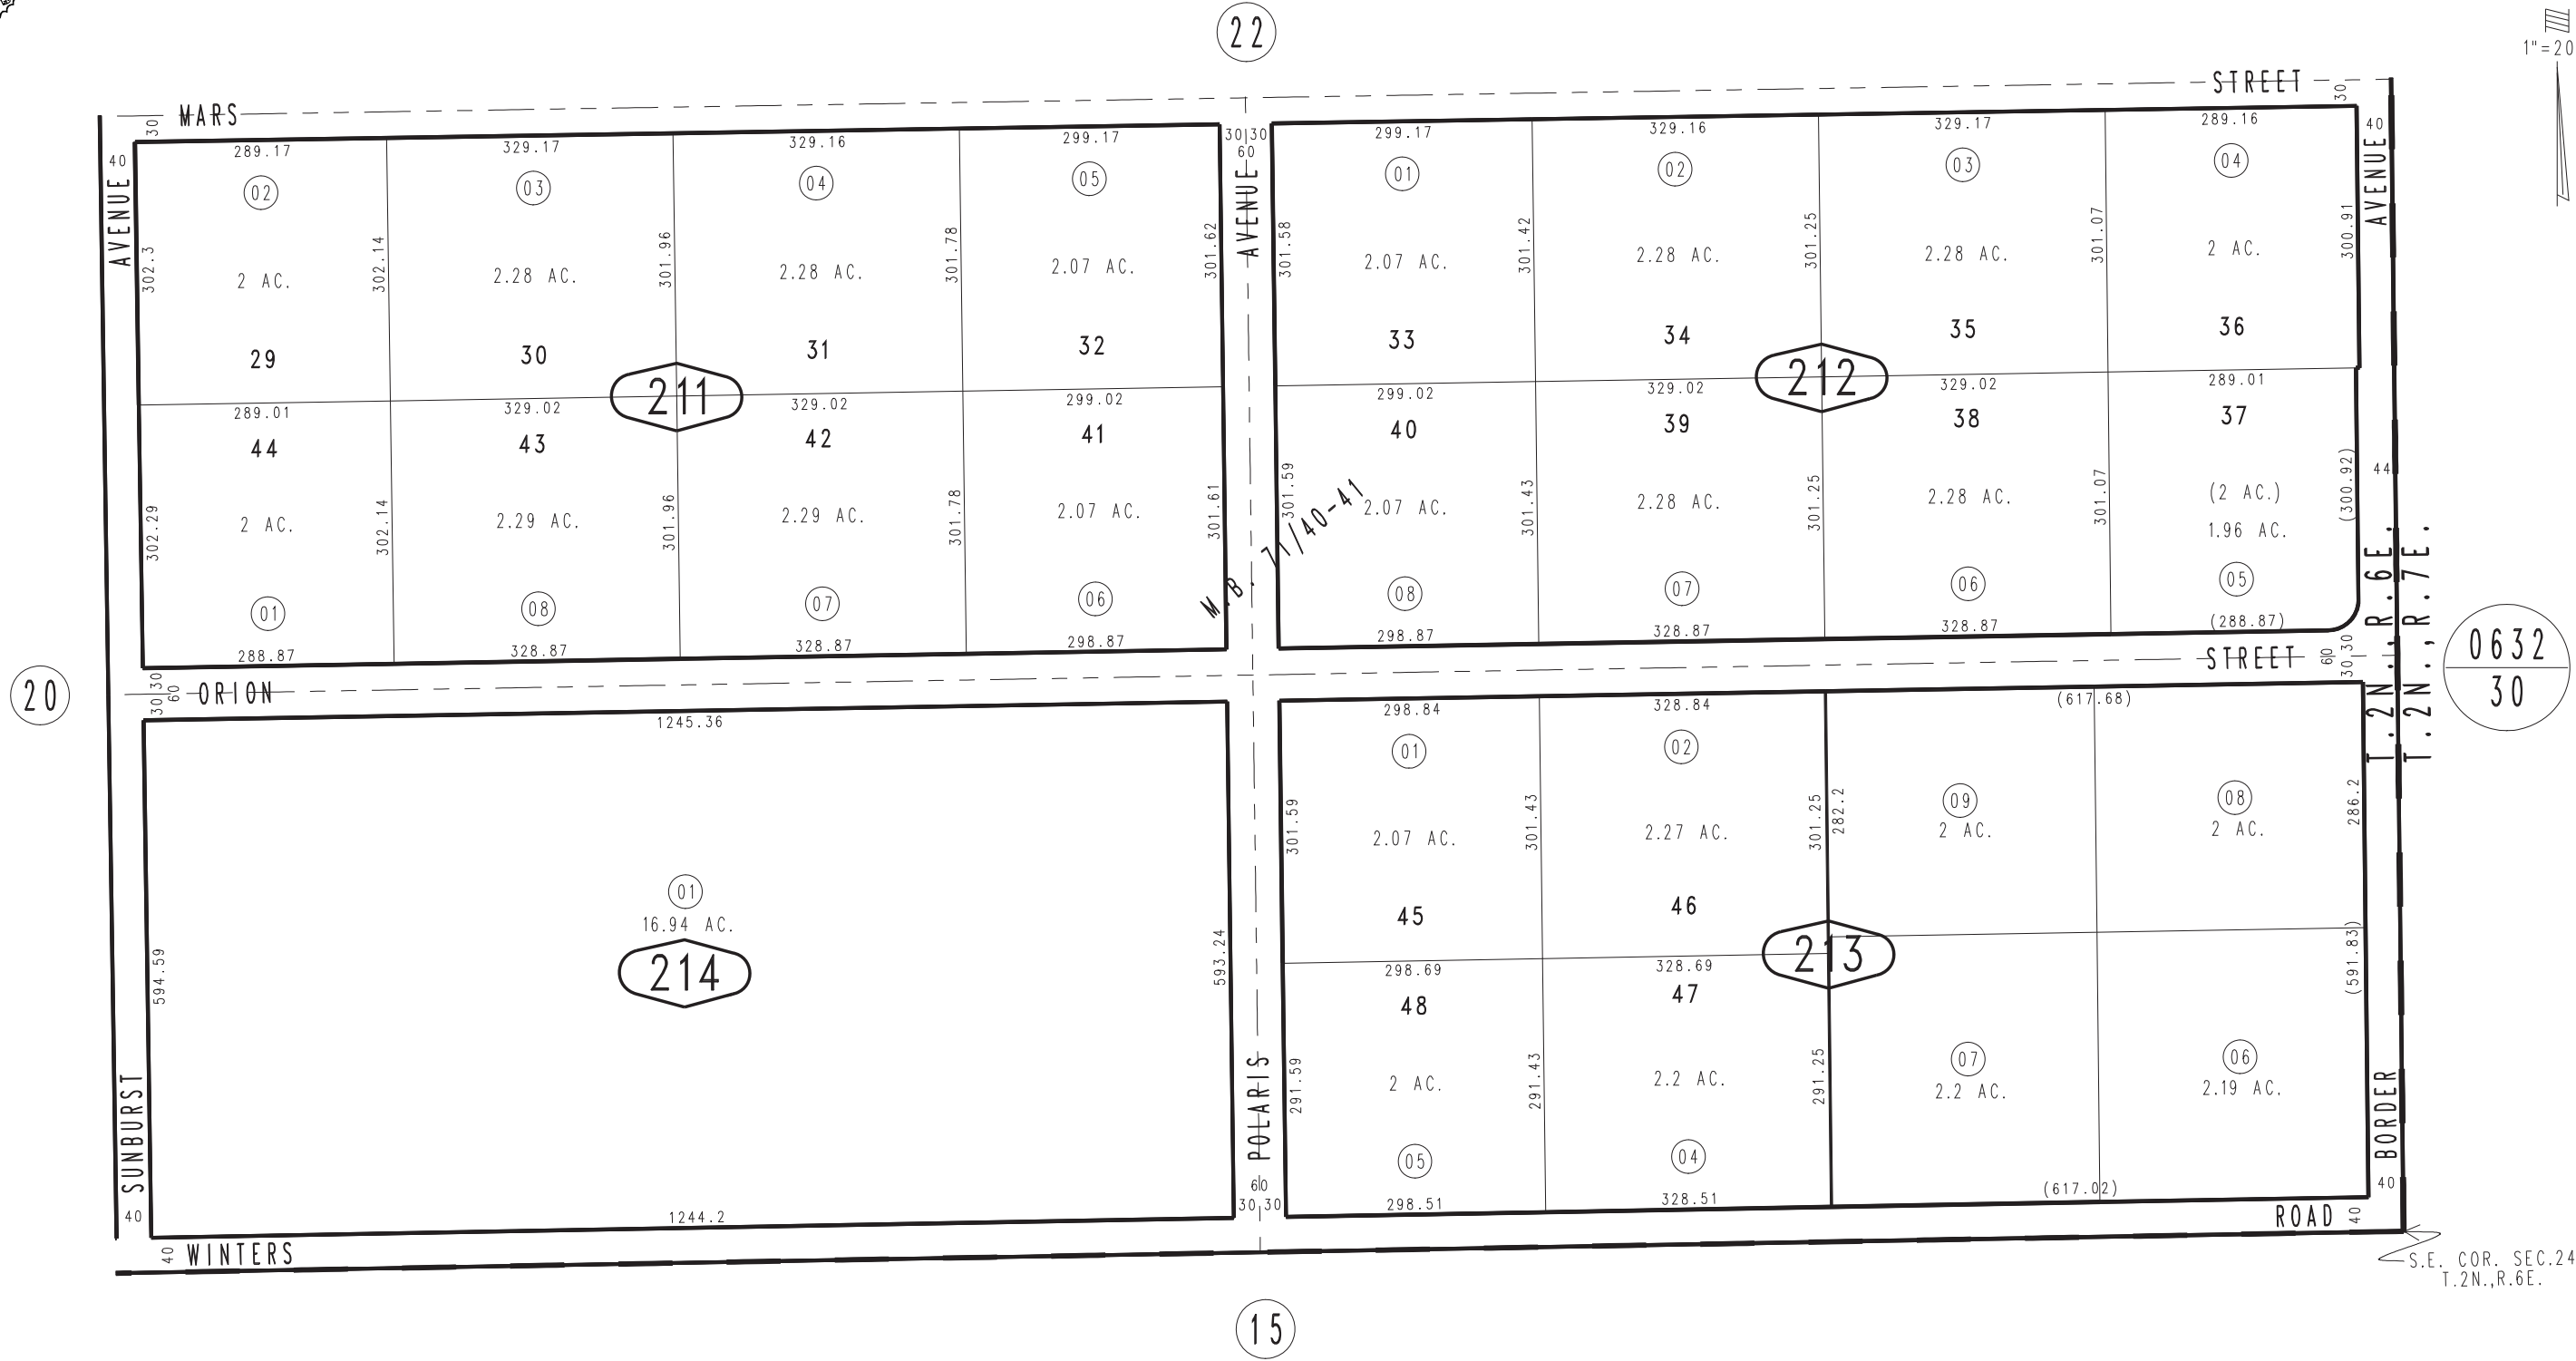 22
1"=20
MARS STREET
30 30
40 289.17 329.17 329.16 299.17 30 30 299.17 329.16 329.17 289.16 40
60
02 03 04 05 01 02 03 04
AVENUE AVENUE AVENUE
302.3 302.14 301.96 301.78 301.62 301.58 301.42 301.25 301.07 300.91
2 AC. 2.28 AC. 2.28 AC. 2.07 AC. 2.07 AC. 2.28 AC. 2.28 AC. 2 AC.
29 30 31 32 33 34 35 36
211 212
289.01 329.02 329.02 299.02 299.02 329.02 329.02 289.01
44 43 42 41 40 39 38 37
302.29 302.14 301.96 301.78 301.61 301.59 301.43 301.25 301.07 (300.92) 44
2 AC. 2.29 AC. 2.29 AC. 2.07 AC. 2.07 AC. 2.28 AC. 2.28 AC. (2 AC.)
1.96 AC.
M.B. 71/40-41
01 08 07 06 08 07 06 05
288.87 328.87 328.87 298.87 298.87 328.87 328.87 (288.87)
T.2N., R.6E.
T.2N., R.7E.
20
30 30 60 ORION STREET 60 30 30
0632
30
1245.36 298.84 328.84 (617.68)
01 02 09 08
301.59 301.43 301.25 282.2 286.2
2.07 AC. 2.27 AC. 2 AC. 2 AC.
01
16.94 AC.
45 46
214 213
594.59 593.24 298.69 328.69 (591.83)
48 47
291.59 291.43 291.25
2 AC. 2.2 AC. 07 06
2.2 AC. 2.19 AC.
05 04
SUNBURST POLARIS BORDER
60
40 1244.2 30 30 298.51 328.51 (617.02) 40
40 WINTERS ROAD 40
S.E. COR. SEC.24
T.2N.,R.6E.
15